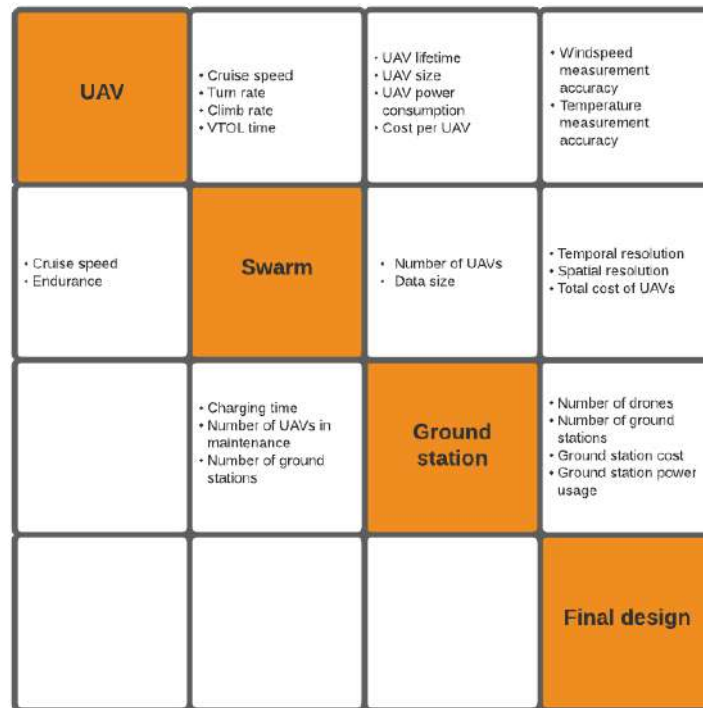 UAV
• Cruise speed
• Turn rate
• Climb rate
• VTOL time
• UAV lifetime
• UAV size
• UAV power
consumption
• Cost per UAV
• Windspeed
measurement
accuracy
• Temperature
measurement
accuracy
• Cruise speed
• Endurance
Swarm
• Number of UAVs
• Data size
• Temporal resolution
• Spatial resolution
• Total cost of UAVs
• Charging time
• Number of UAVs in
maintenance
• Number of ground
stations
Ground
station
• Number of drones
• Number of ground
stations
• Ground station cost
• Ground station power
usage
Final design